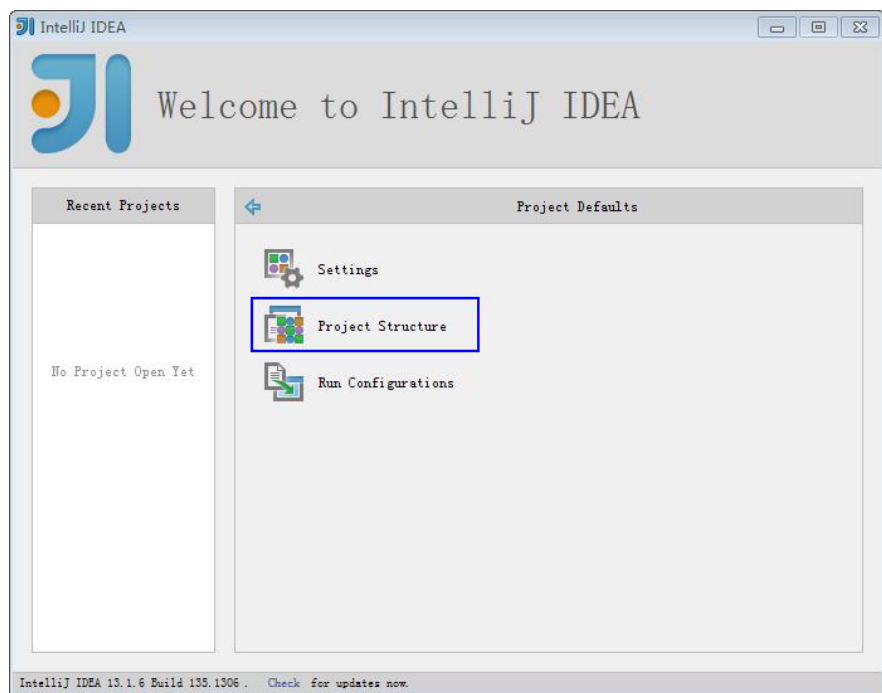 IntelliJ IDEA
Welcome to IntelliJ IDEA
Recent Projects
Project Defaults
Settings
Project Structure
No Project Open Yet
Run Configurations
IntelliJ IDEA 13.1.6 Build 135.1306 . Check for updates now.